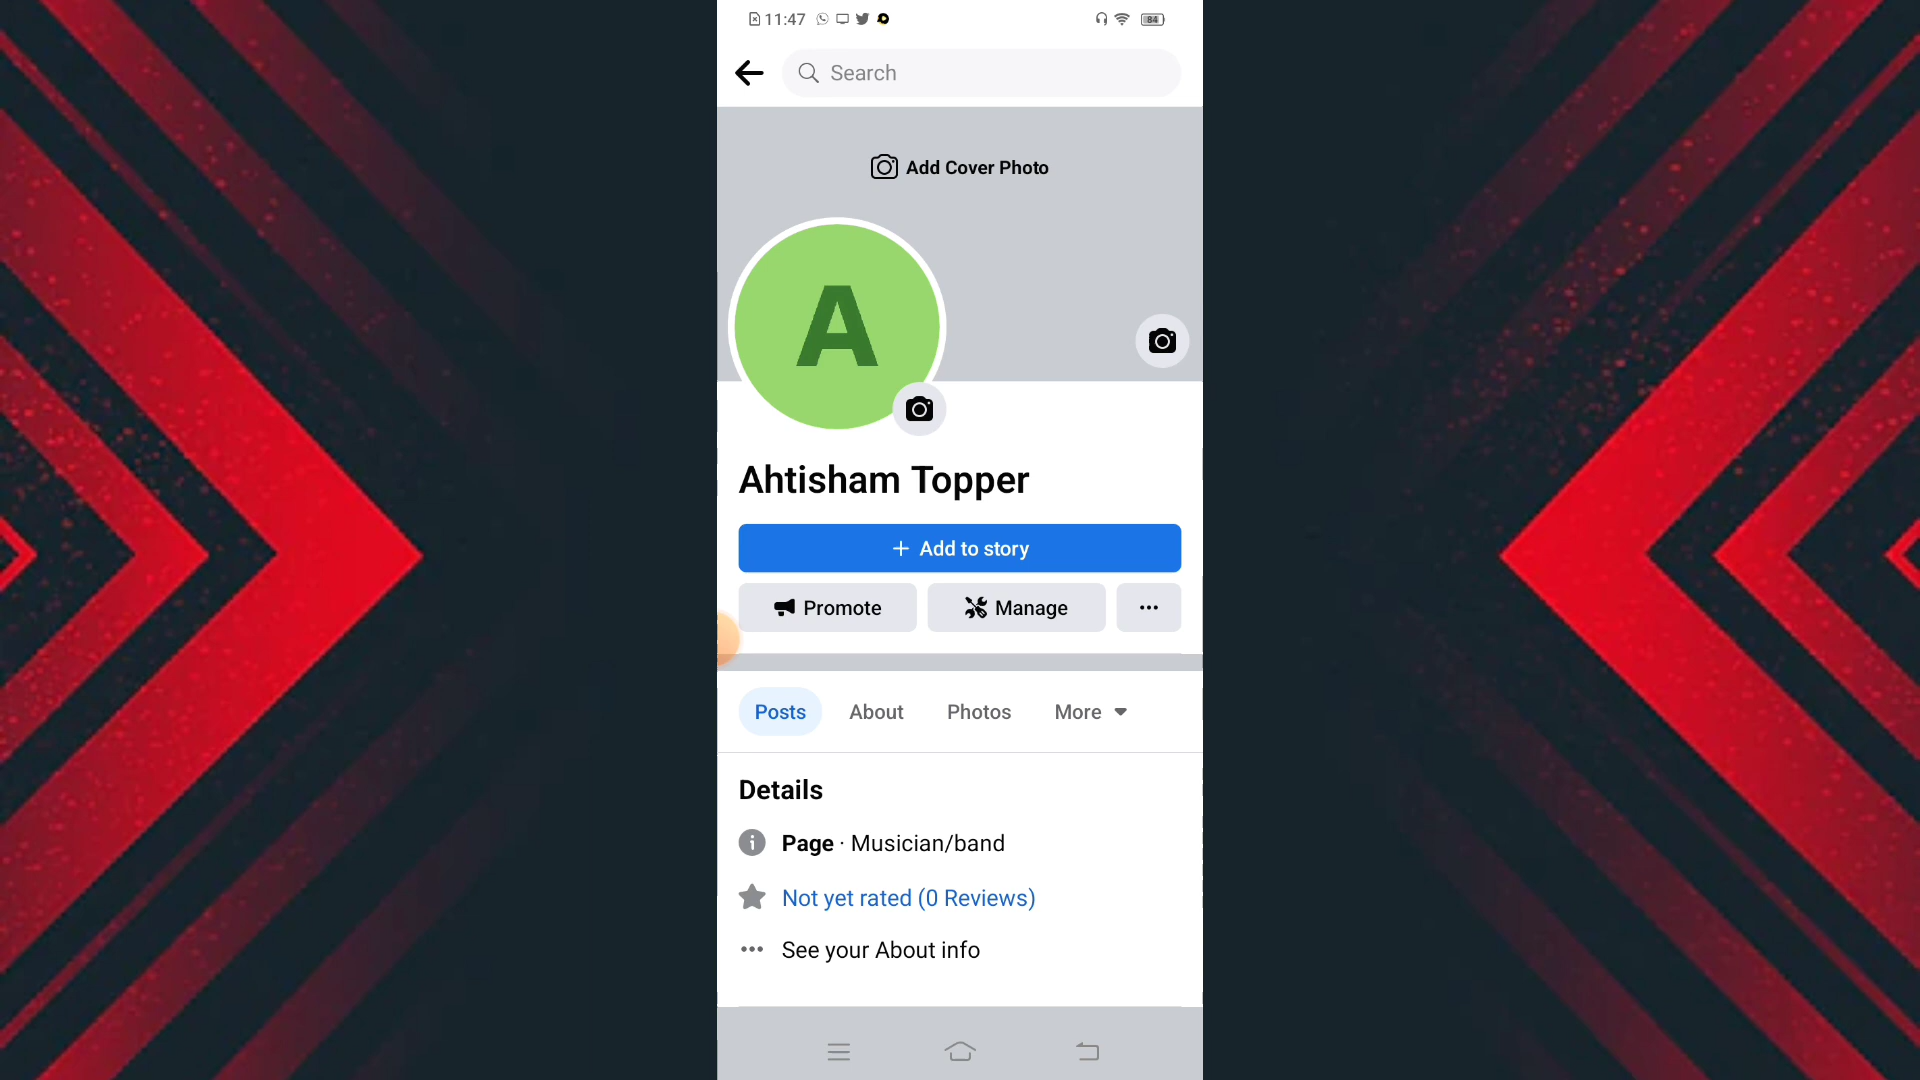 11:47 84
Search
Add Cover Photo
A
Ahtisham Topper
+ Add to story
Promote Manage ...
Posts About Photos More
Details
Page · Musician/band
Not yet rated (0 Reviews)
See your About info